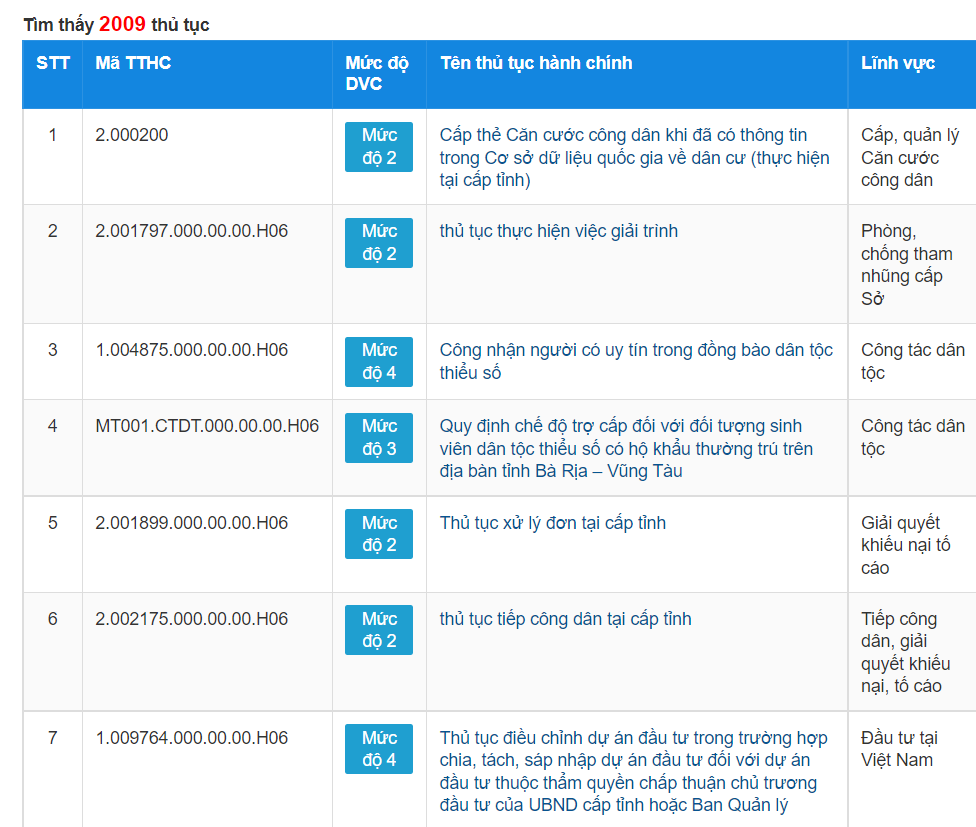 Tìm thấy 2009 thủ tục
STT Mã TTHC Mức độ DVC Tên thủ tục hành chính Lĩnh vực
1 2.000200 Mức độ 2 Cấp thẻ Căn cước công dân khi đã có thông tin Cấp, quản lý
trong Cơ sở dữ liệu quốc gia về dân cư (thực hiện Căn cước
tại cấp tỉnh) công dân
2 2.001797.000.00.00.H06 Mức độ 2 thủ tục thực hiện việc giải trình Phòng,
chống tham
nhũng cấp
Sở
3 1.004875.000.00.00.H06 Mức độ 4 Công nhận người có uy tín trong đồng bào dân tộc Công tác dân
thiểu số tộc
4 MT001.CTDT.000.00.00.H06 Mức độ 3 Quy định chế độ trợ cấp đối với đối tượng sinh Công tác dân
viên dân tộc thiểu số có hộ khẩu thường trú trên tộc
địa bàn tỉnh Bà Rịa – Vũng Tàu
5 2.001899.000.00.00.H06 Mức độ 2 Thủ tục xử lý đơn tại cấp tỉnh Giải quyết
khiếu nại tố
cáo
6 2.002175.000.00.00.H06 Mức độ 2 thủ tục tiếp công dân tại cấp tỉnh Tiếp công
dân, giải
quyết khiếu
nại, tố cáo
7 1.009764.000.00.00.H06 Mức độ 4 Thủ tục điều chỉnh dự án đầu tư trong trường hợp Đầu tư tại
chia, tách, sáp nhập dự án đầu tư đối với dự án Việt Nam
đầu tư thuộc thẩm quyền chấp thuận chủ trương
đầu tư của UBND cấp tỉnh hoặc Ban Quản lý